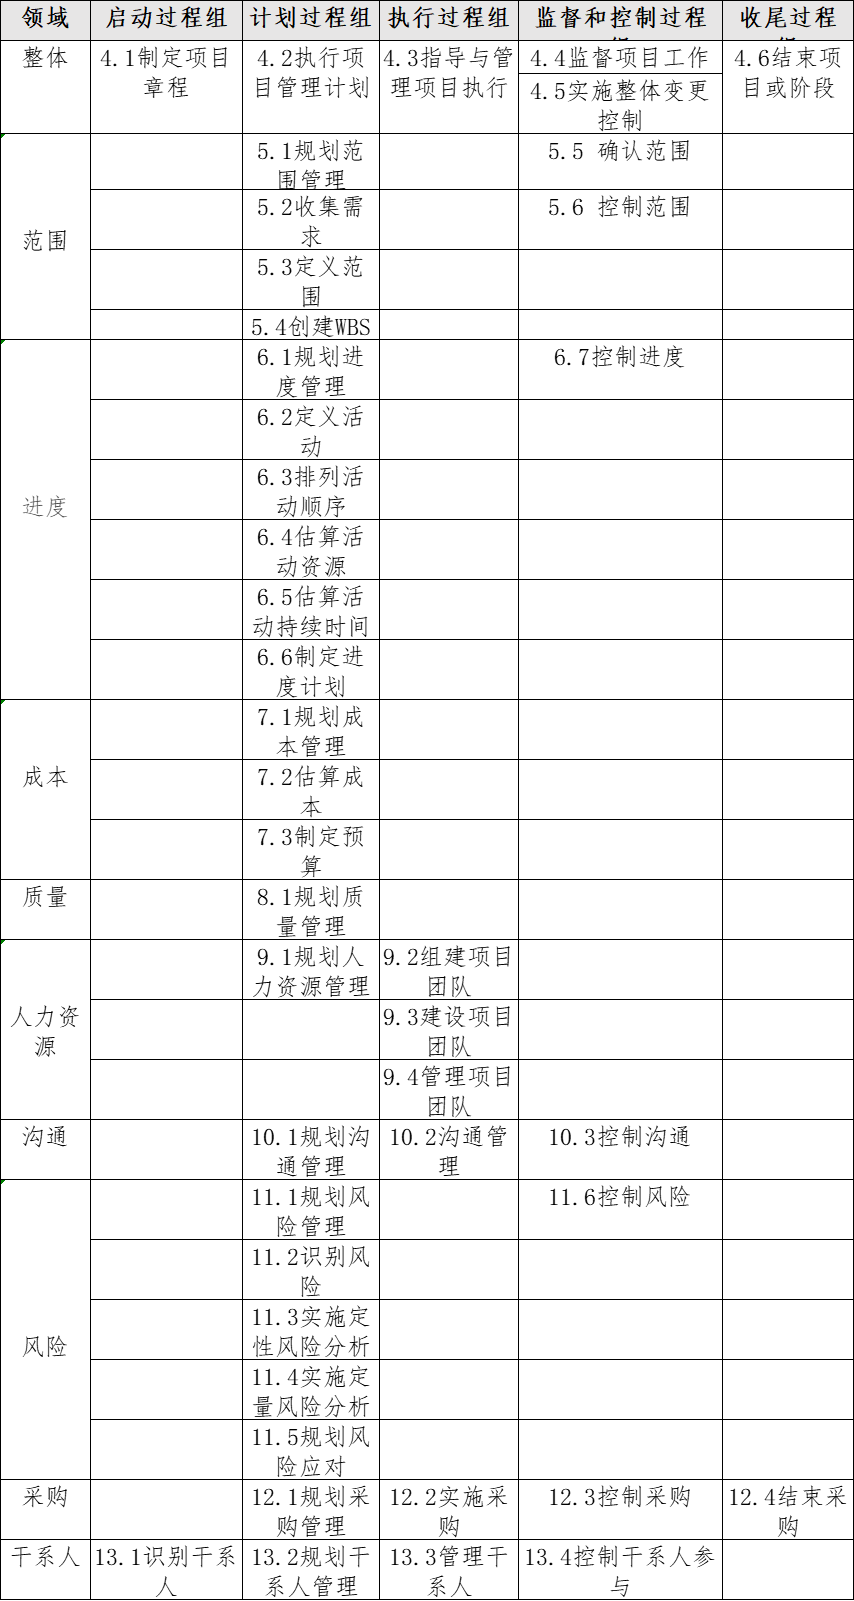 领域 启动过程组 计划过程组 执行过程组 监督和控制过程 收尾过程
整体 4.1制定项目 4.2执行项 4.3指导与管 4.4监督项目工作 4.6结束项
章程 目管理计划 理项目执行 4.5实施整体变更 目或阶段
控制
5.1规划范 5.5 确认范围
围管理
范围
5.2收集需 5.6 控制范围
求
5.3定义范
围
5.4创建WBS
6.1规划进 6.7控制进度
度管理
6.2定义活
动
进度
6.3排列活
动顺序
6.4估算活
动资源
6.5估算活
动持续时间
6.6制定进
度计划
7.1规划成
本管理
成本
7.2估算成
本
7.3制定预
算
质量 8.1规划质
量管理
9.1规划人 9.2组建项目
力资源管理 团队
人力资 9.3建设项目
源 团队
9.4管理项目
团队
沟通 10.1规划沟 10.2沟通管 10.3控制沟通
通管理 理
11.1规划风 11.6控制风险
险管理
11.2识别风
险
风险
11.3实施定
性风险分析
11.4实施定
量风险分析
11.5规划风
险应对
采购 12.1规划采 12.2实施采 12.3控制采购 12.4结束采
购管理 购 购
干系人 13.1识别干系 13.2规划干 13.3管理干 13.4控制干系人参
人 系人管理 系人 与